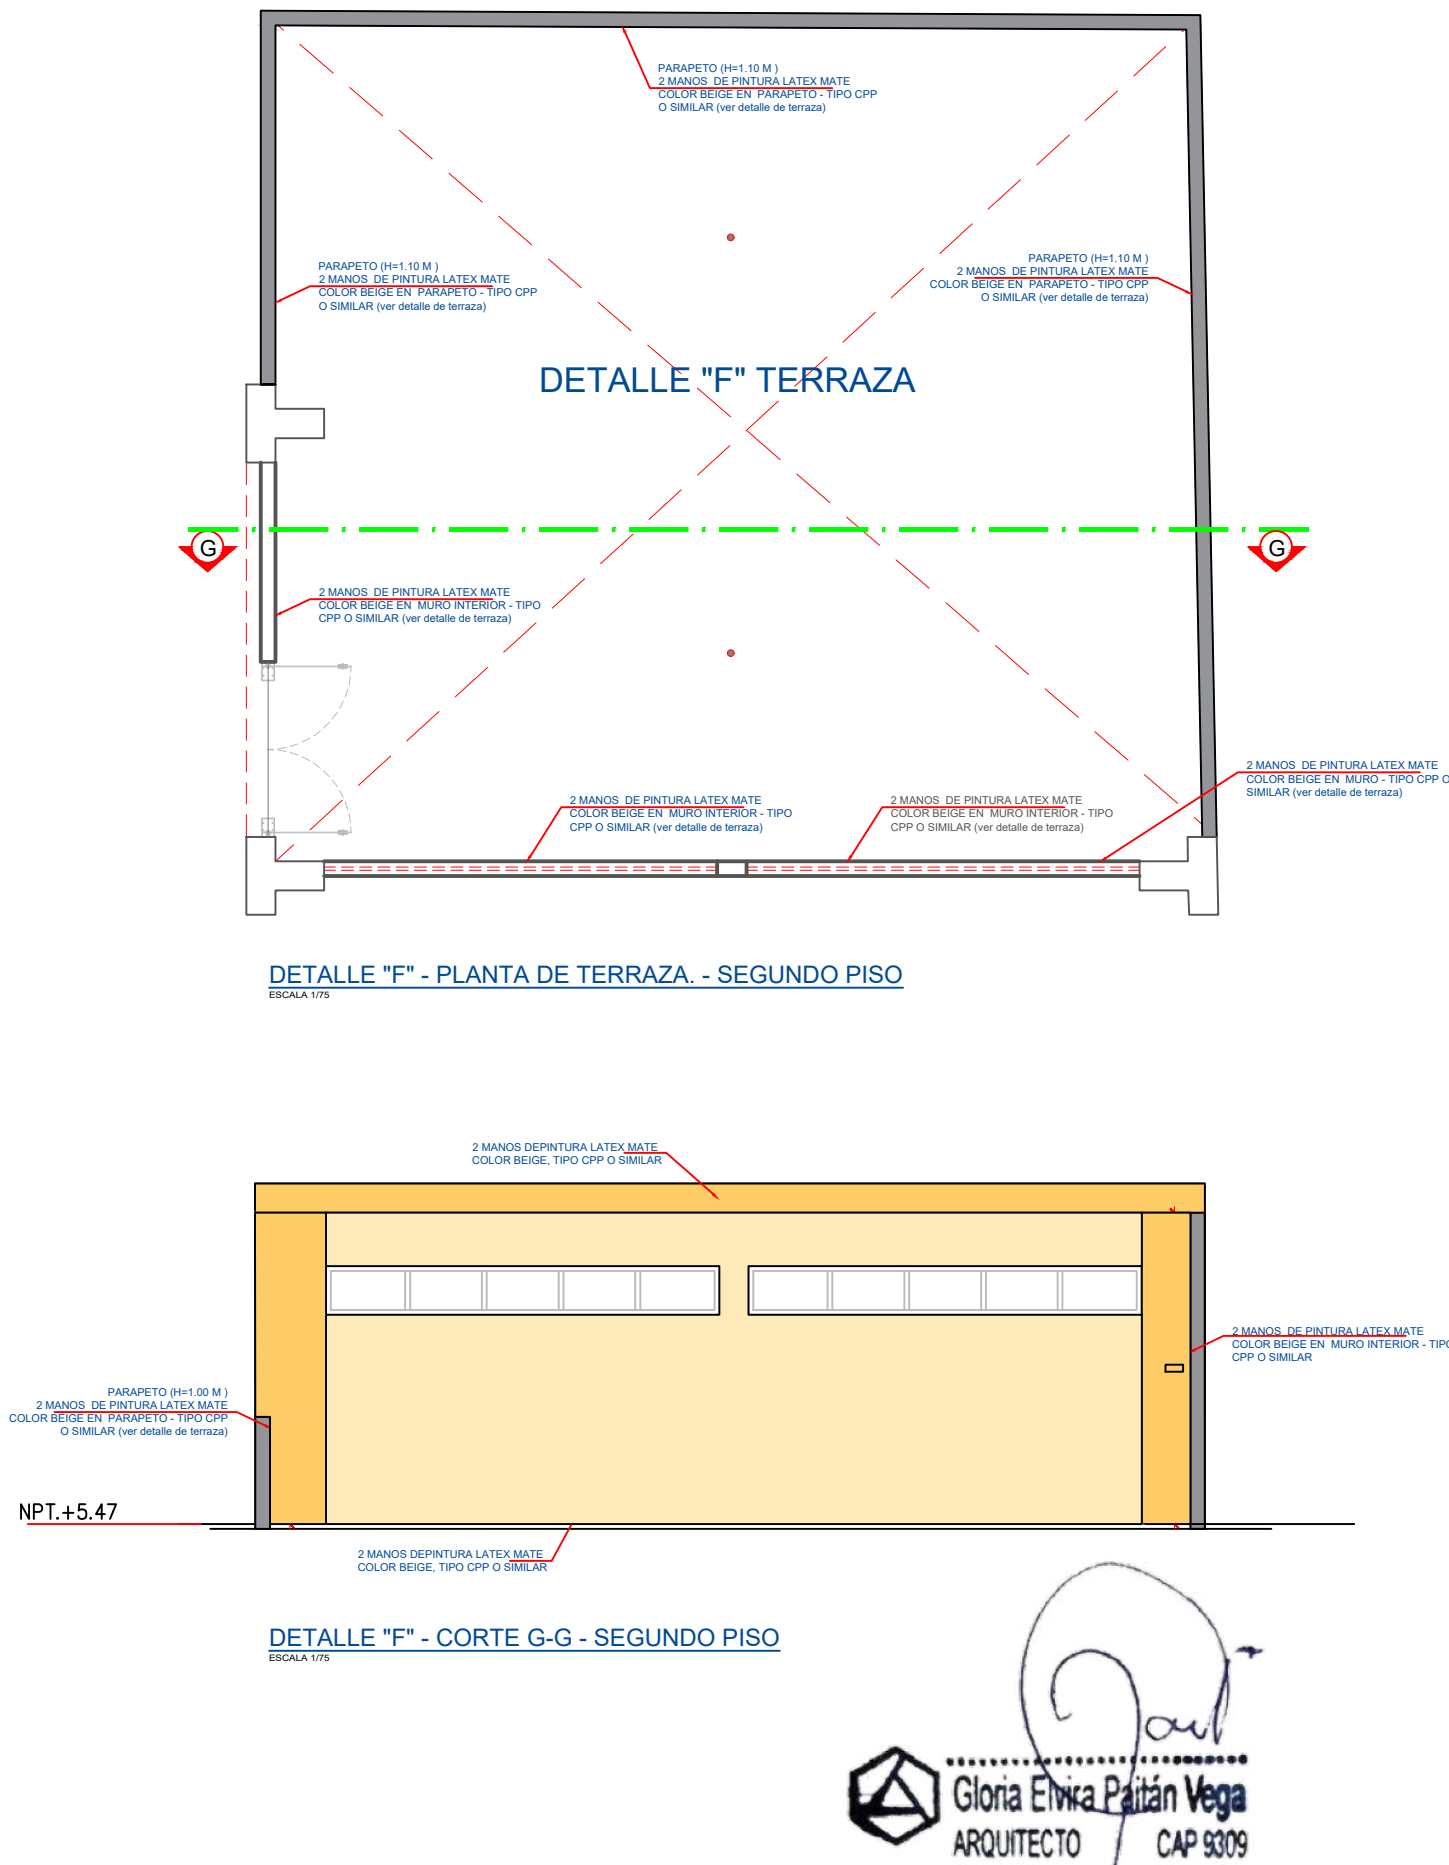 PARAPETO (H=1.10 M )
2 MANOS DE PINTURA LATEX MATE
COLOR BEIGE EN PARAPETO - TIPO CPP
O SIMILAR (ver detalle de terraza)
PARAPETO (H=1.10 M )
2 MANOS DE PINTURA LATEX MATE
COLOR BEIGE EN PARAPETO - TIPO CPP
O SIMILAR (ver detalle de terraza)
PARAPETO (H=1.10 M )
2 MANOS DE PINTURA LATEX MATE
COLOR BEIGE EN PARAPETO - TIPO CPP
O SIMILAR (ver detalle de terraza)
DETALLE "F" TERRAZA
G
G
2 MANOS DE PINTURA LATEX MATE
COLOR BEIGE EN MURO INTERIOR - TIPO
CPP O SIMILAR (ver detalle de terraza)
2 MANOS DE PINTURA LATEX MATE
COLOR BEIGE EN MURO - TIPO CPP O
SIMILAR (ver detalle de terraza)
2 MANOS DE PINTURA LATEX MATE
COLOR BEIGE EN MURO INTERIOR - TIPO
CPP O SIMILAR (ver detalle de terraza)
2 MANOS DE PINTURA LATEX MATE
COLOR BEIGE EN MURO INTERIOR - TIPO
CPP O SIMILAR (ver detalle de terraza)
DETALLE "F" - PLANTA DE TERRAZA. - SEGUNDO PISO
ESCALA 1/75
2 MANOS DEPINTURA LATEX MATE
COLOR BEIGE, TIPO CPP O SIMILAR
2 MANOS DE PINTURA LATEX MATE
COLOR BEIGE EN MURO INTERIOR - TIPO
CPP O SIMILAR
PARAPETO (H=1.00 M )
2 MANOS DE PINTURA LATEX MATE
COLOR BEIGE EN PARAPETO - TIPO CPP
O SIMILAR (ver detalle de terraza)
NPT.+5.47
2 MANOS DEPINTURA LATEX MATE
COLOR BEIGE, TIPO CPP O SIMILAR
DETALLE "F" - CORTE G-G - SEGUNDO PISO
ESCALA 1/75
Gloria Elvira Paitán Vega
ARQUITECTO CAP 9309